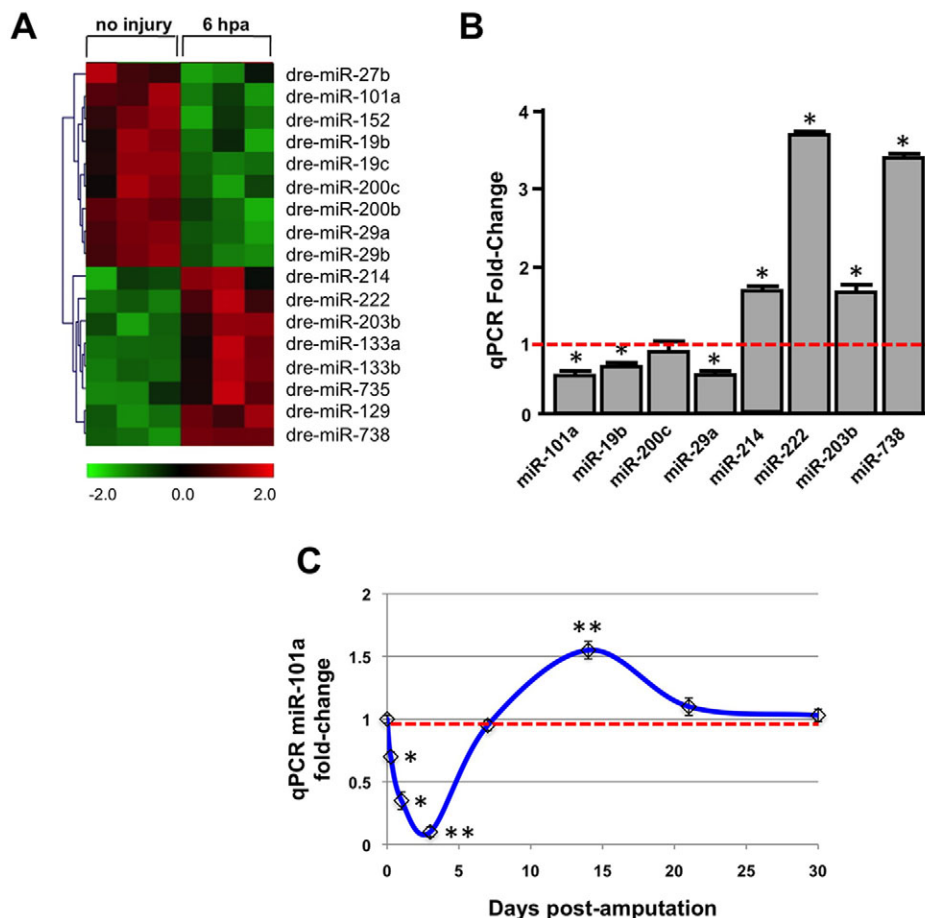 A
no injury
6 hpa
dre-miR-27b
dre-miR-101a
dre-miR-152
dre-miR-19b
dre-miR-19c
dre-miR-200c
dre-miR-200b
dre-miR-29a
dre-miR-29b
dre-miR-214
dre-miR-222
dre-miR-203b
dre-miR-133a
dre-miR-133b
dre-miR-735
dre-miR-129
dre-miR-738
-2.0 0.0 2.0
B
qPCR Fold-Change
4
3
2
1
0
* * * * * * *
miR-101a
miR-19b
miR-200c
miR-29a
miR-214
miR-222
miR-203b
miR-738
C
qPCR miR-101a
fold-change
2
1.5
1
0.5
0
**
*
*
**
0 5 10 15 20 25 30
Days post-amputation